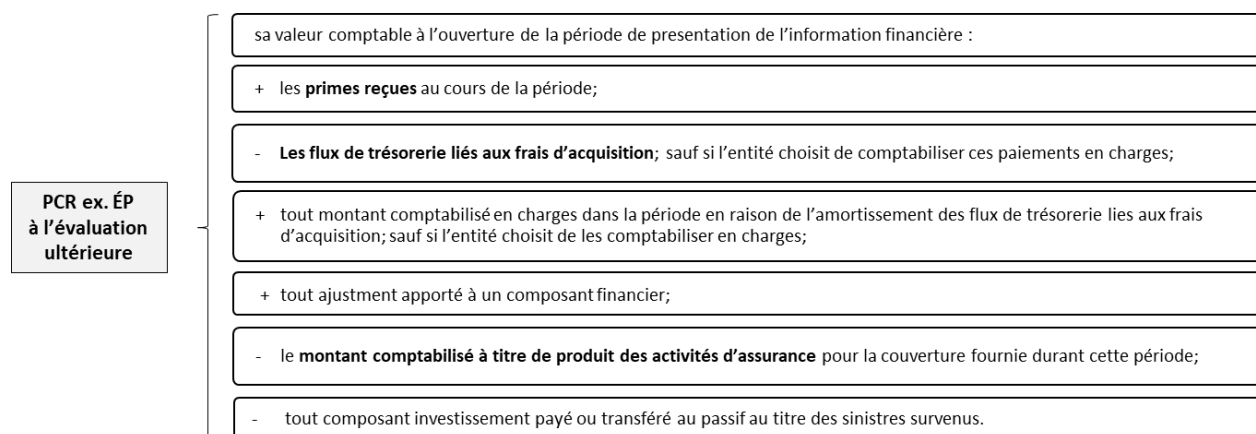 sa valeur comptable à l'ouverture de la période de presentation de l'information financière :
+ les primes reçues au cours de la période;
- Les flux de trésorerie liés aux frais d'acquisition; sauf si l'entité choisit de comptabiliser ces paiements en charges;
PCR ex. ÉP
à l'évaluation
ultérieure
+ tout montant comptabilisé en charges dans la période en raison de l'amortissement des flux de trésorerie lies aux frais
d'acquisition; sauf si l'entité choisit de les comptabiliser en charges;
+ tout ajustment apporté à un composant financier;
- le montant comptabilisé à titre de produit des activités d'assurance pour la couverture fournie durant cette période;
- tout composant investissement payé ou transféré au passif au titre des sinistres survenus.